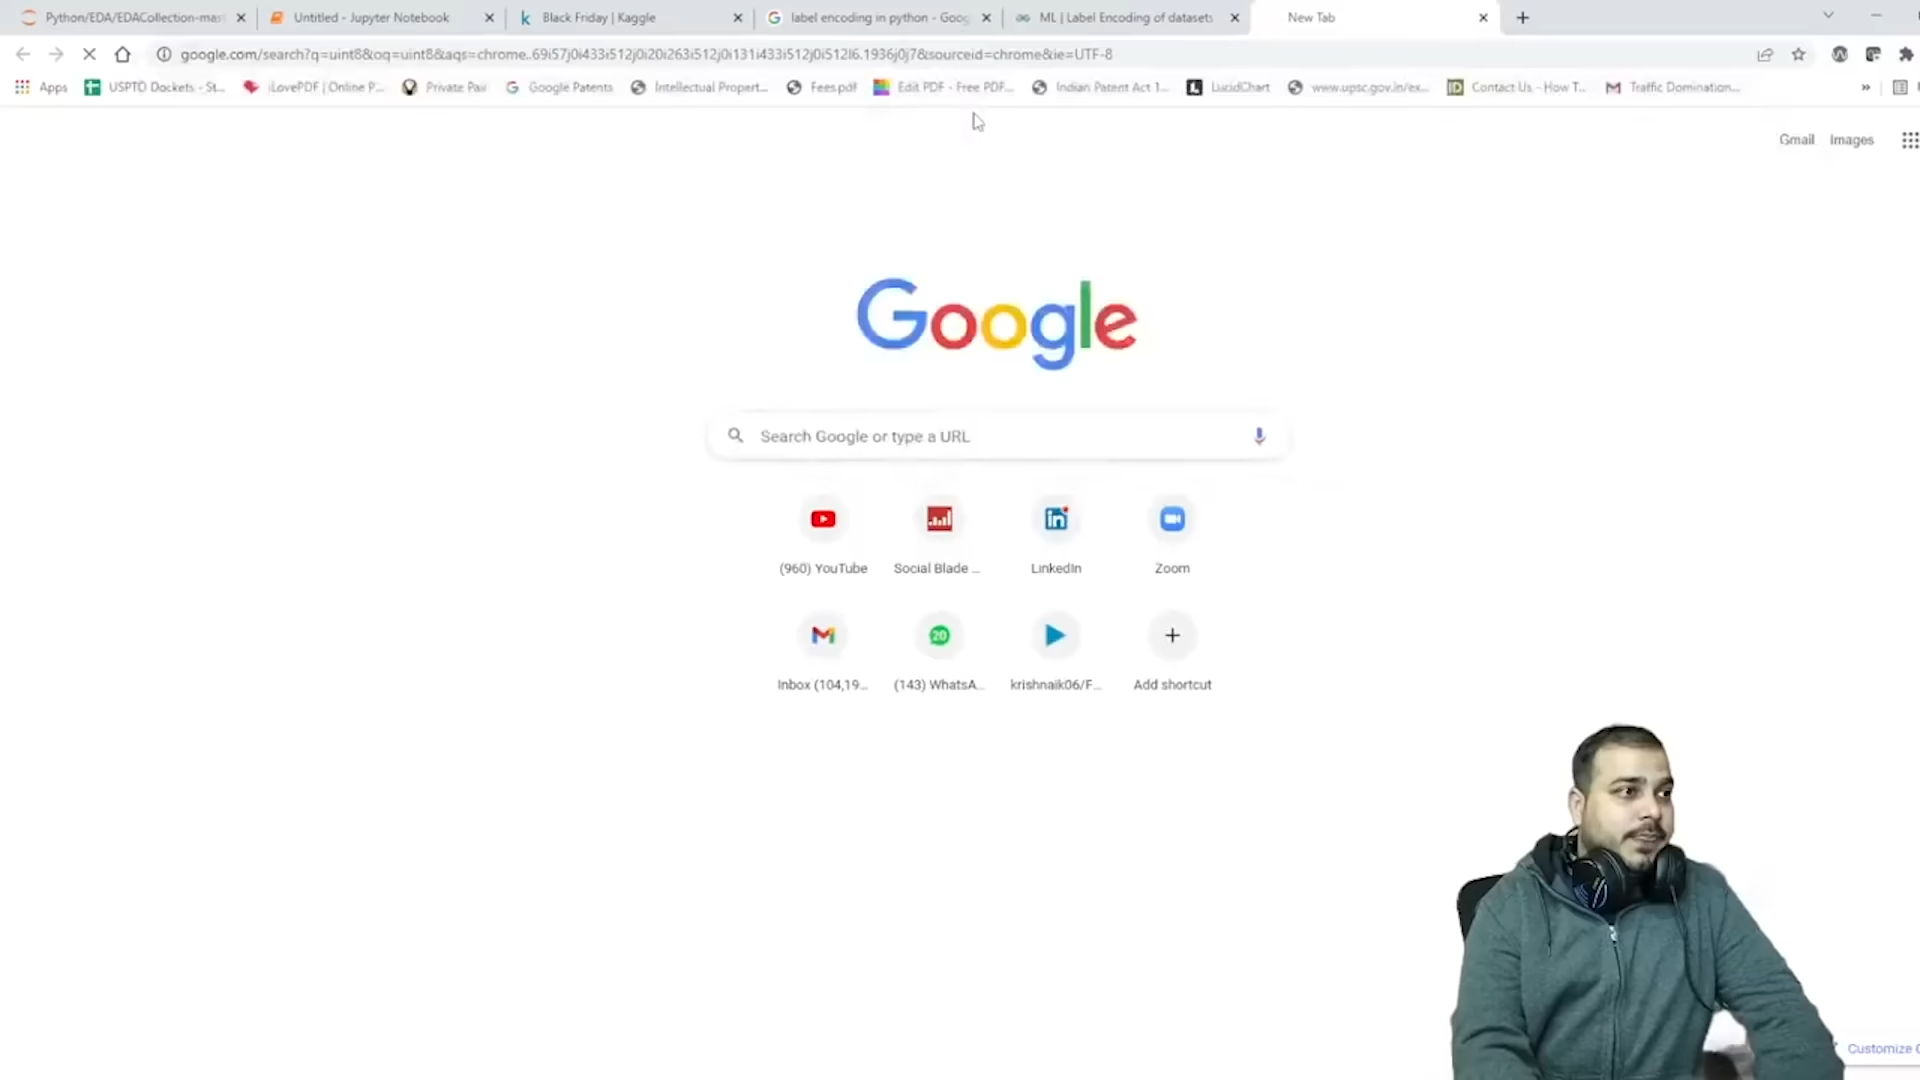 Python/EDA/EDACollection-mas
Untitled - Jupyter Notebook
Black Friday | Kaggle
label encoding in python - Goog
ML | Label Encoding of datasets
New Tab
google.com/search?q=uint8&oq=uint8&aqs=chrome..69i57j0i433i512j0i20i263i512j0i131i433i512j0i512l6.1936j0j7&sourceid=chrome&ie=UTF-8
Apps
USPTO Dockets - St...
iLovePDF | Online P...
Private Pair
Google Patents
Intellectual Propert...
Fees.pdf
Edit PDF - Free PDF...
Indian Patent Act 1...
LucidChart
www.upsc.gov.in/ex...
Contact Us - How T...
Traffic Domination...
»
Gmail
Images
Google
Search Google or type a URL
(960) YouTube
Social Blade ...
LinkedIn
Zoom
20
Inbox (104,19...
(143) WhatsA...
krishnaik06/F...
Add shortcut
Customize C